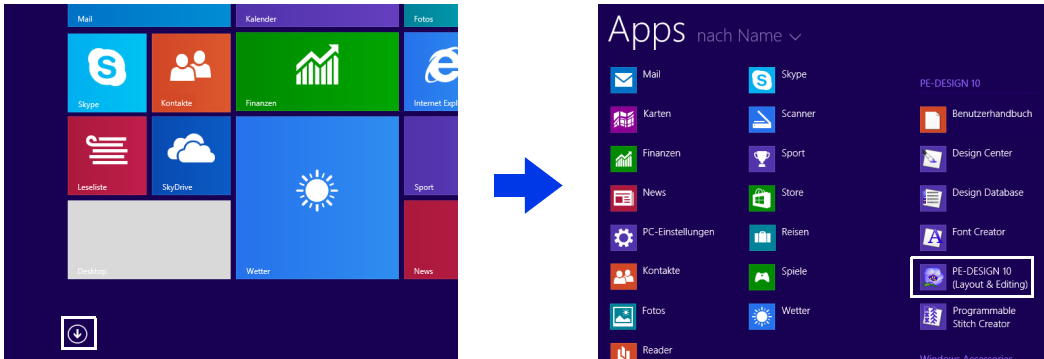 Mail
Kalender
Fotos
Skype
Kontakte
Finanzen
Internet Expl
Leseliste
SkyDrive
Sport
Desktop
Wetter
News
Apps nach Name
Mail
Karten
Finanzen
News
PC-Einstellungen
Kontakte
Fotos
Reader
Skype
Scanner
Sport
Store
Reisen
Spiele
Wetter
PE-DESIGN 10
Benutzerhandbuch
Design Center
Design Database
Font Creator
PE-DESIGN 10
(Layout & Editing)
Programmable
Stitch Creator
Windows Accessories